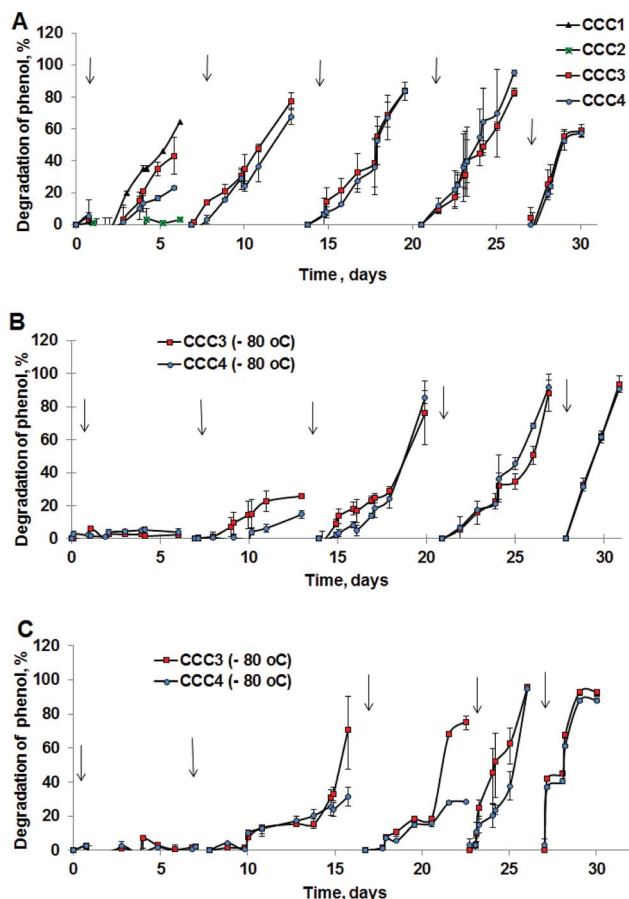 A
Degradation of phenol, %
120
100
80
60
40
20
0
0 5 10 15 20 25 30
Time , days
CCC1
CCC2
CCC3
CCC4
B
CCC3 (- 80 oC)
CCC4 (- 80 oC)
Degradation of phenol, %
120
100
80
60
40
20
0
0 5 10 15 20 25 30
Time, days
C
CCC3 (- 80 oC)
CCC4 (- 80 oC)
Degradation of phenol, %
120
100
80
60
40
20
0
0 5 10 15 20 25 30
Time, days